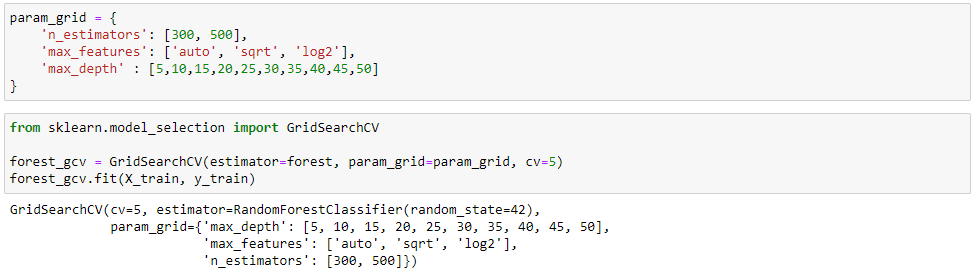 param_grid = {
    'n_estimators': [300, 500],
    'max_features': ['auto', 'sqrt', 'log2'],
    'max_depth' : [5,10,15,20,25,30,35,40,45,50]
}
from sklearn.model_selection import GridSearchCV
forest_gcv = GridSearchCV(estimator=forest, param_grid=param_grid, cv=5)
forest_gcv.fit(X_train, y_train)
GridSearchCV(cv=5, estimator=RandomForestClassifier(random_state=42),
             param_grid={'max_depth': [5, 10, 15, 20, 25, 30, 35, 40, 45, 50],
                         'max_features': ['auto', 'sqrt', 'log2'],
                         'n_estimators': [300, 500]})